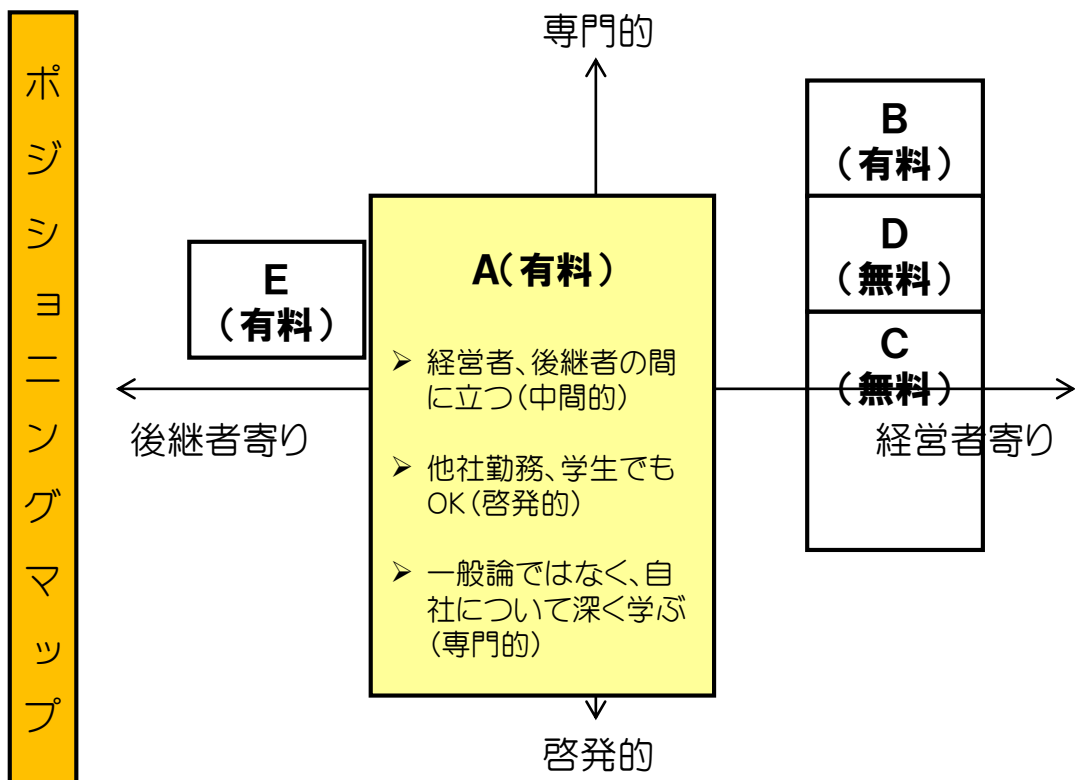 ポジショニングマップ
専門的
B
(有料)
D
(無料)
C
(無料)
E
(有料)
A(有料)
➢ 経営者、後継者の間
に立つ(中間的)
➢ 他社勤務、学生でも
OK(啓発的)
➢ 一般論ではなく、自
社について深く学ぶ
(専門的)
後継者寄り
経営者寄り
啓発的